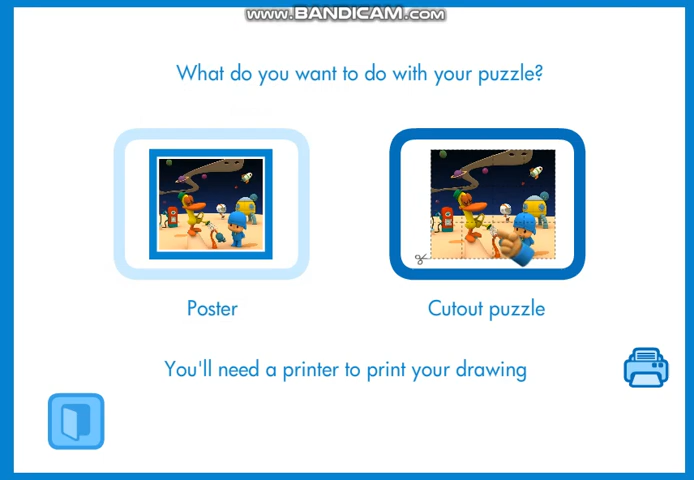 www.BANDICAM.com
What do you want to do with your puzzle?
Poster
Cutout puzzle
You'll need a printer to print your drawing